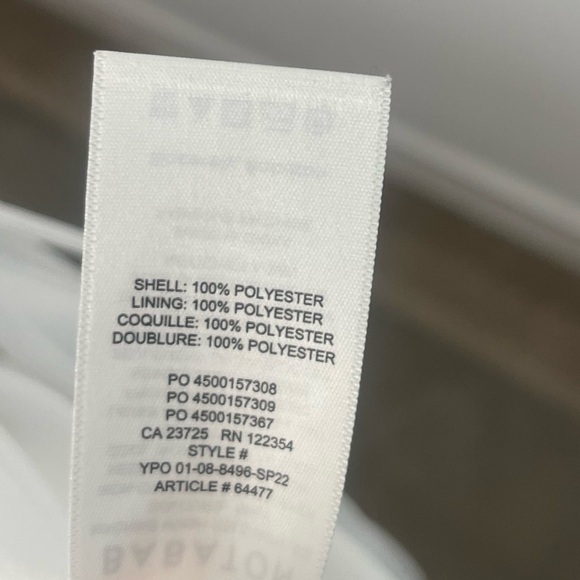 SHELL: 100% POLYESTER
LINING: 100% POLYESTER
COQUILLE: 100% POLYESTER
DOUBLURE: 100% POLYESTER
PO 4500157308
PO 4500157309
PO 4500157367
CA 23725 RN 122354
STYLE #
YPO 01-08-8496-SP22
ARTICLE # 64477